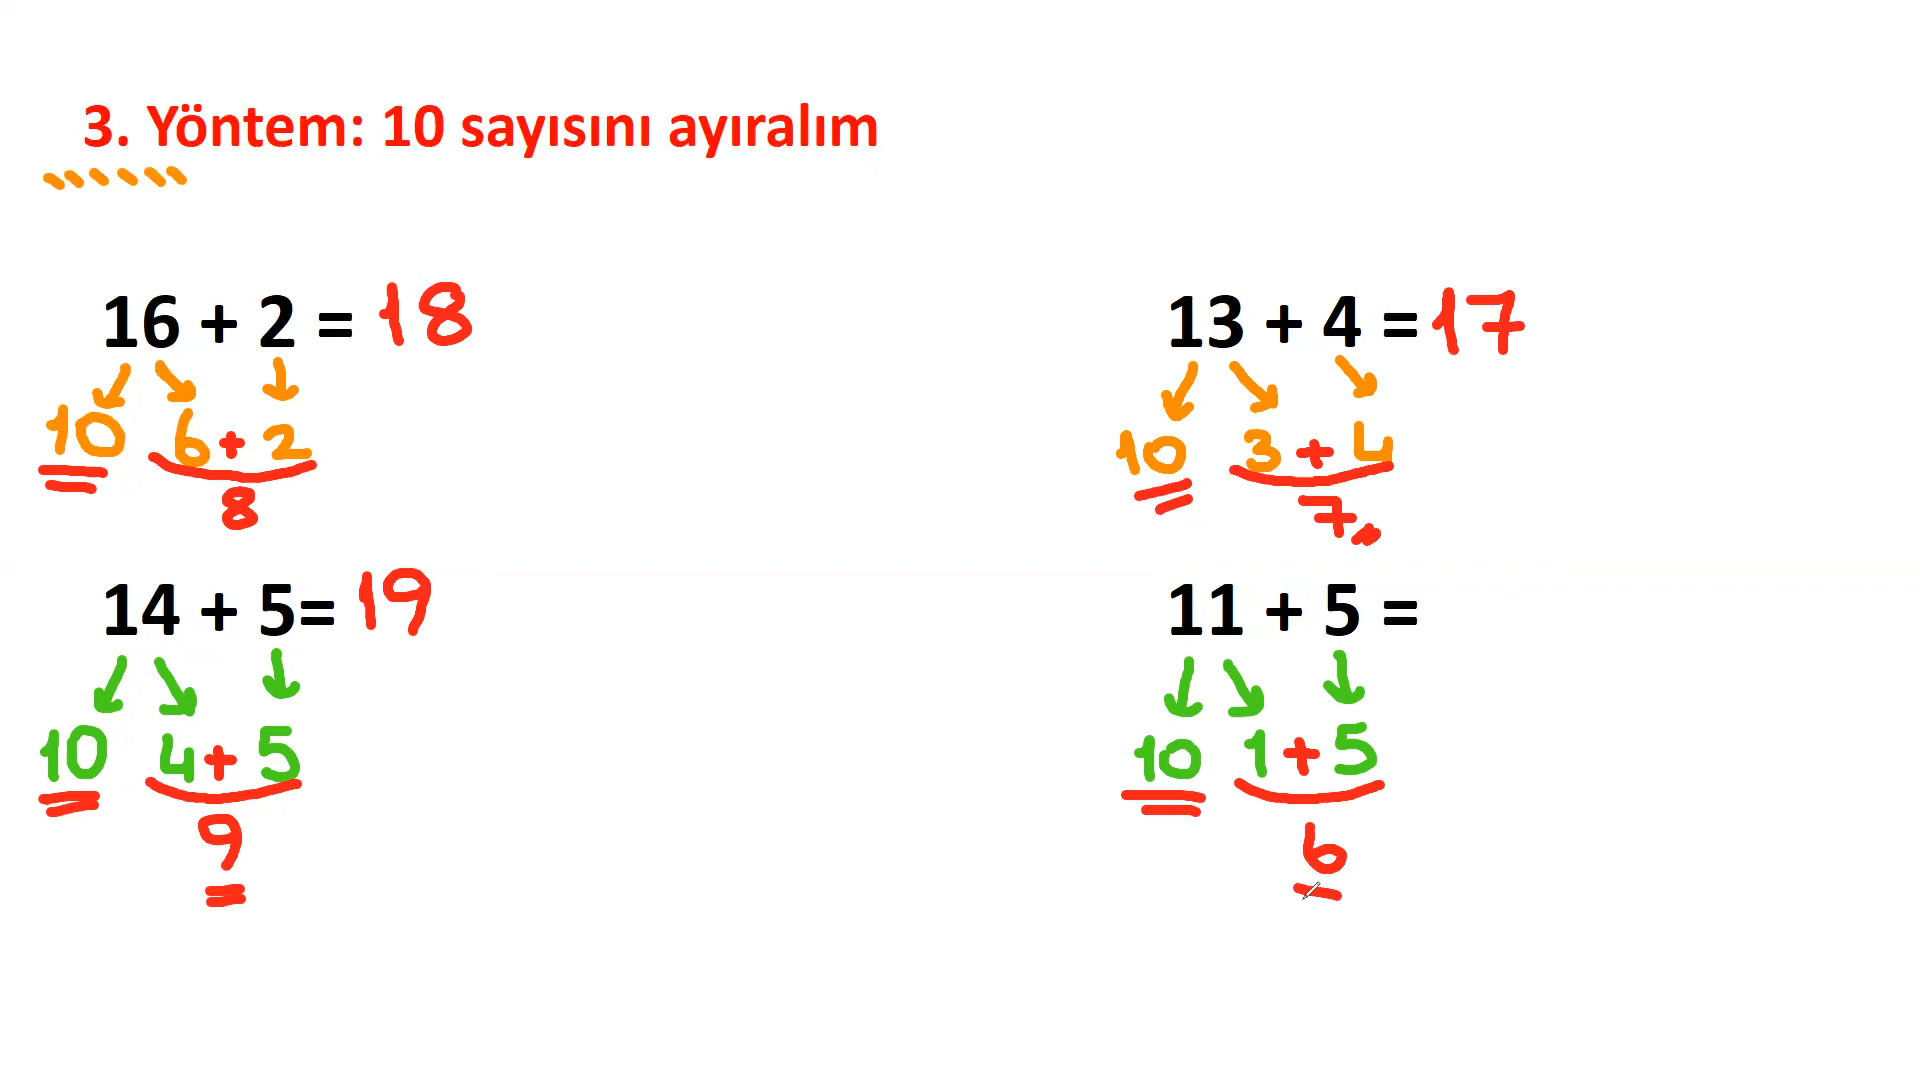 3. Yöntem: 10 sayısını ayıralım
16 + 2 = 18
10 6 + 2
8
13 + 4 = 17
10 3 + 4
7
14 + 5= 19
10 4 + 5
9
11 + 5 =
10 1 + 5
6